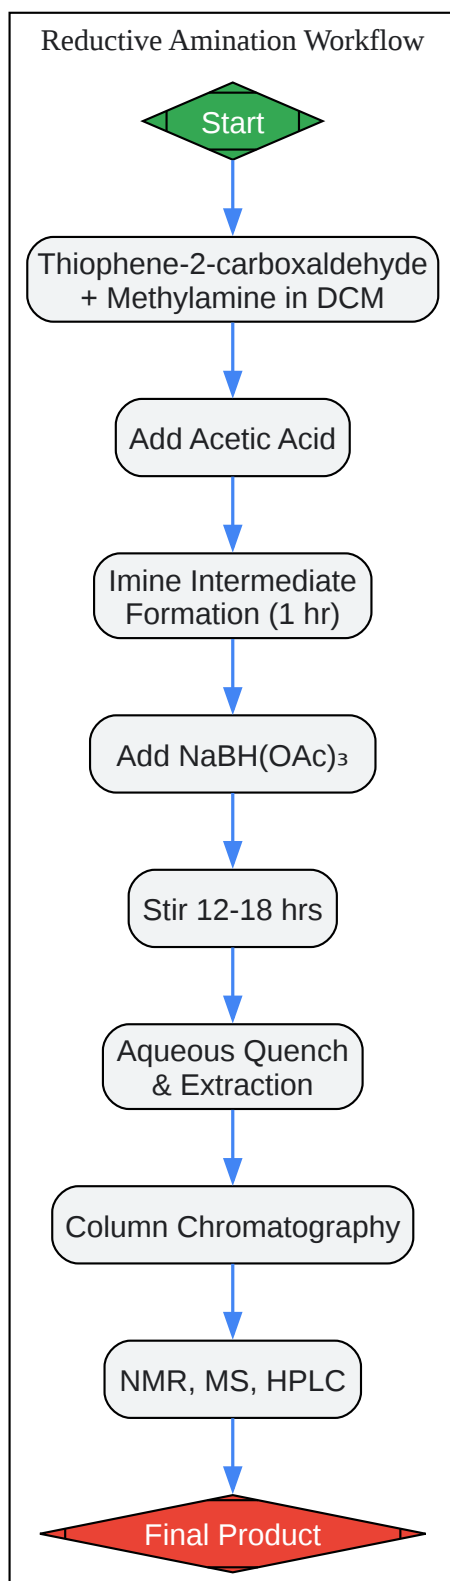 Reductive Amination Workflow
Start
Thiophene-2-carboxaldehyde
+ Methylamine in DCM
Add Acetic Acid
Imine Intermediate
Formation (1 hr)
Add NaBH(OAc)₃
Stir 12-18 hrs
Aqueous Quench
& Extraction
Column Chromatography
NMR, MS, HPLC
Final Product